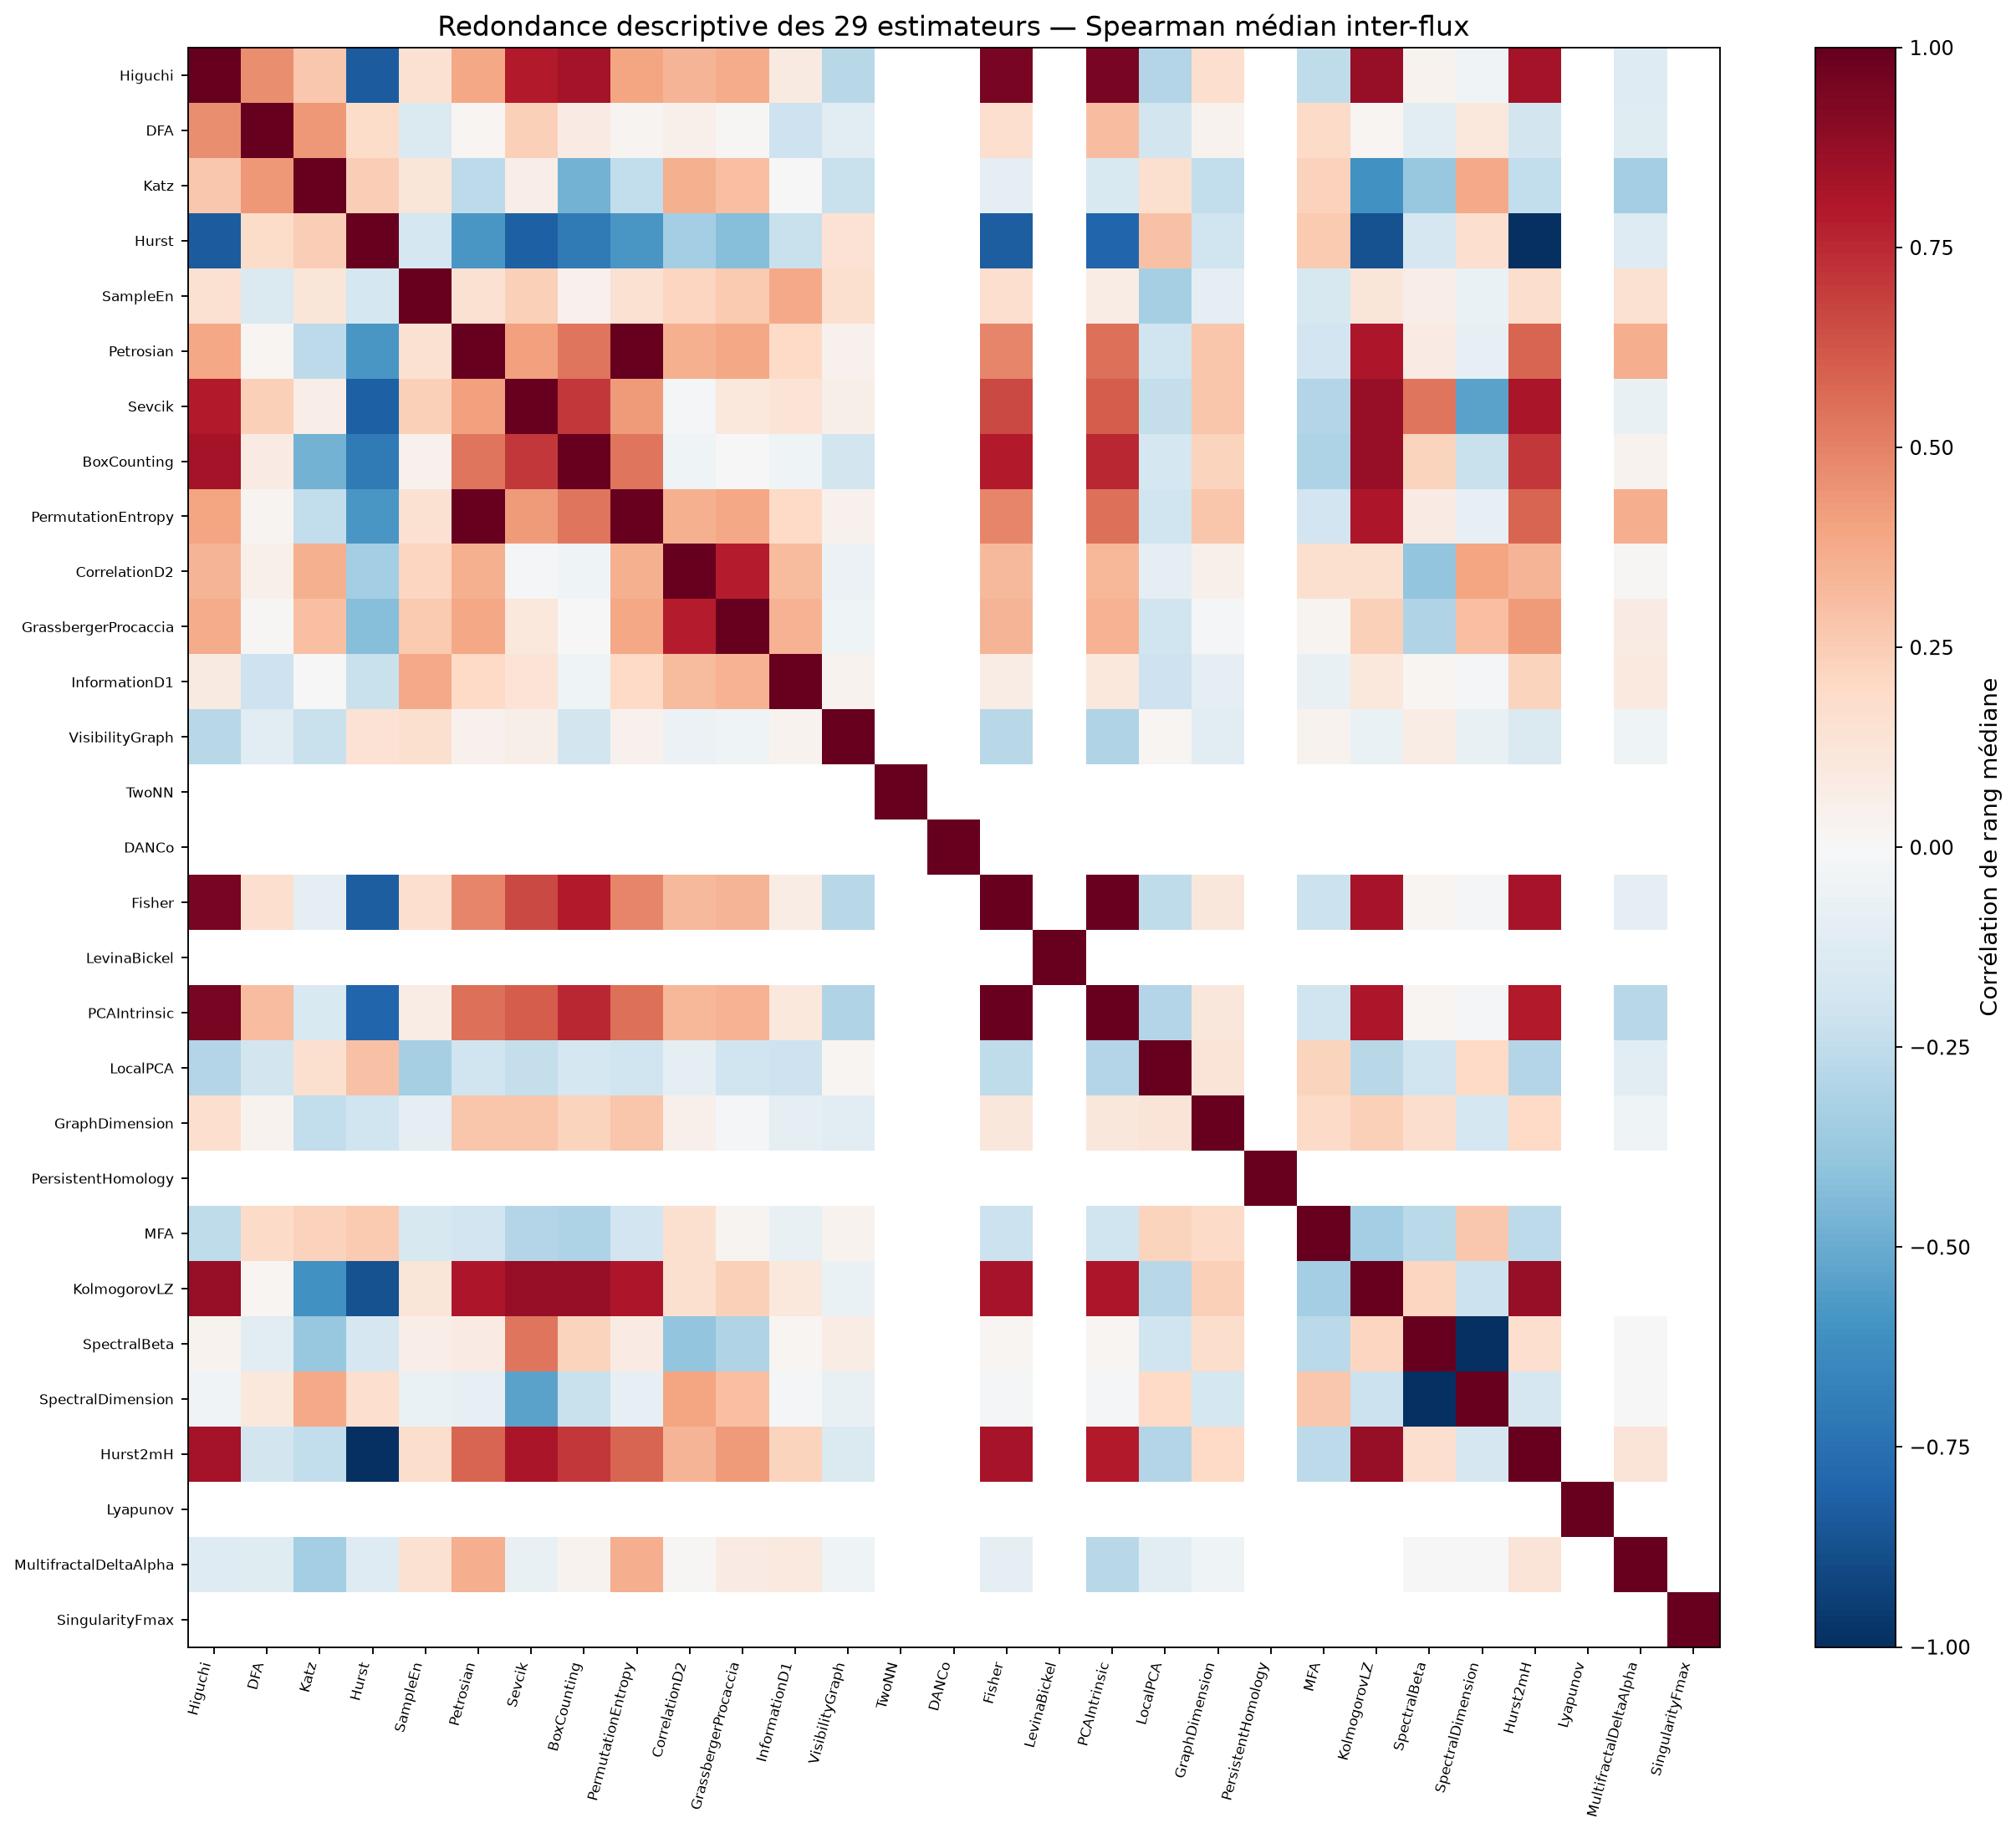 Redondance descriptive des 29 estimateurs — Spearman médian inter-flux
Higuchi
DFA
Katz
Hurst
SampleEn
Petrosian
Sevcik
BoxCounting
PermutationEntropy
CorrelationD2
GrassbergerProcaccia
InformationD1
VisibilityGraph
TwoNN
DANCo
Fisher
LevinaBickel
PCAIntrinsic
LocalPCA
GraphDimension
PersistentHomology
MFA
KolmogorovLZ
SpectralBeta
SpectralDimension
Hurst2mH
Lyapunov
MultifractalDeltaAlpha
SingularityFmax
Higuchi
DFA
Katz
Hurst
SampleEn
Petrosian
Sevcik
BoxCounting
PermutationEntropy
CorrelationD2
GrassbergerProcaccia
InformationD1
VisibilityGraph
TwoNN
DANCo
Fisher
LevinaBickel
PCAIntrinsic
LocalPCA
GraphDimension
PersistentHomology
MFA
KolmogorovLZ
SpectralBeta
SpectralDimension
Hurst2mH
Lyapunov
MultifractalDeltaAlpha
SingularityFmax
1.00
0.75
0.50
0.25
0.00
−0.25
−0.50
−0.75
−1.00
Corrélation de rang médiane